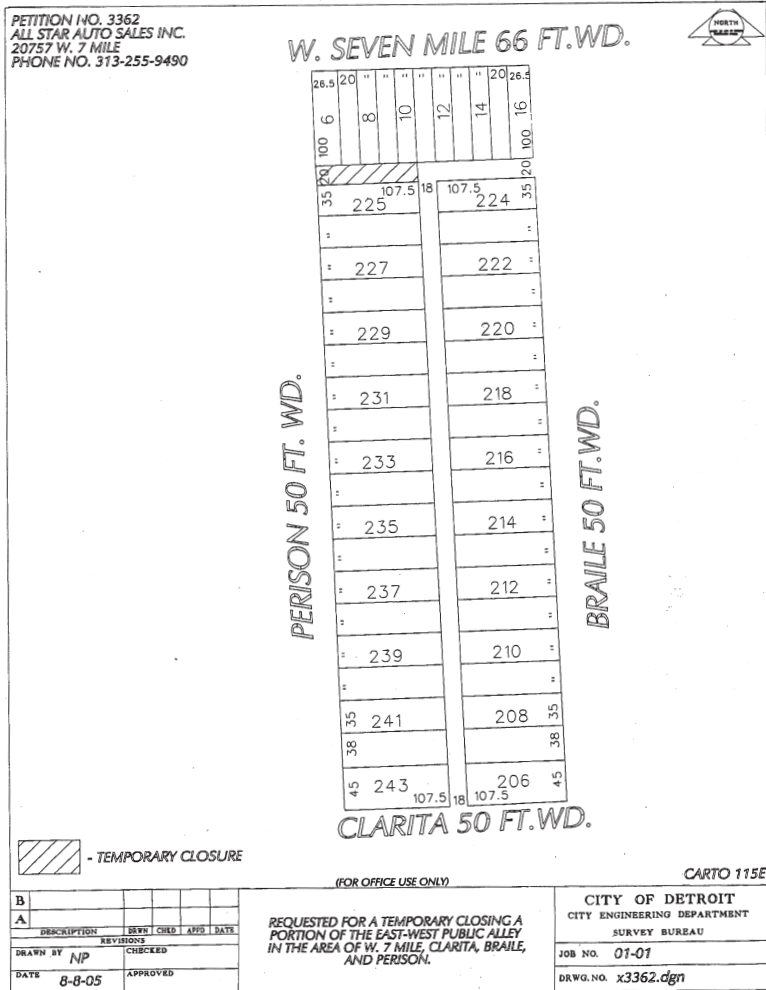 PETITION NO. 3362
ALL STAR AUTO SALES INC.
20757 W. 7 MILE
PHONE NO. 313-255-9490
NORTH
W. SEVEN MILE 66 FT.WD.
26.5 20 " " " " " " 20 26.5
6 8 10 12 14 16
100 100
20 20
35 107.5 18 107.5 35
225 224
" "
" 227 222 "
" "
" 229 220 "
" "
" 231 218 "
" "
" 233 216 "
" "
" 235 214 "
" "
" 237 212 "
" "
" 239 210 "
" "
35 241 208 35
38 38
45 243 206 45
107.5 18 107.5
PERISON 50 FT. WD.
BRAILE 50 FT.WD.
CLARITA 50 FT.WD.
- TEMPORARY CLOSURE
(FOR OFFICE USE ONLY)
CARTO 115E
B
A
DESCRIPTION DRWN CHKD APPD DATE
REVISIONS
DRAWN BY NP CHECKED
DATE 8-8-05 APPROVED
REQUESTED FOR A TEMPORARY CLOSING A
PORTION OF THE EAST-WEST PUBLIC ALLEY
IN THE AREA OF W. 7 MILE, CLARITA, BRAILE,
AND PERISON.
CITY OF DETROIT
CITY ENGINEERING DEPARTMENT
SURVEY BUREAU
JOB NO. 01-01
DRWG. NO. x3362.dgn